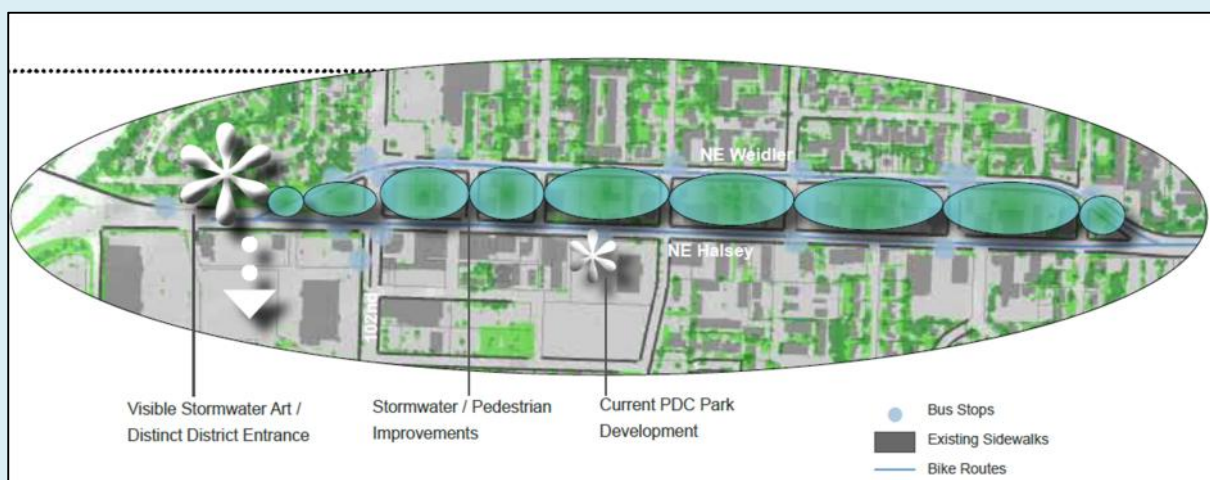 NE Weidler
NE Halsey
102nd
Visible Stormwater Art /
Distinct District Entrance
Stormwater / Pedestrian
Improvements
Current PDC Park
Development
Bus Stops
Existing Sidewalks
Bike Routes